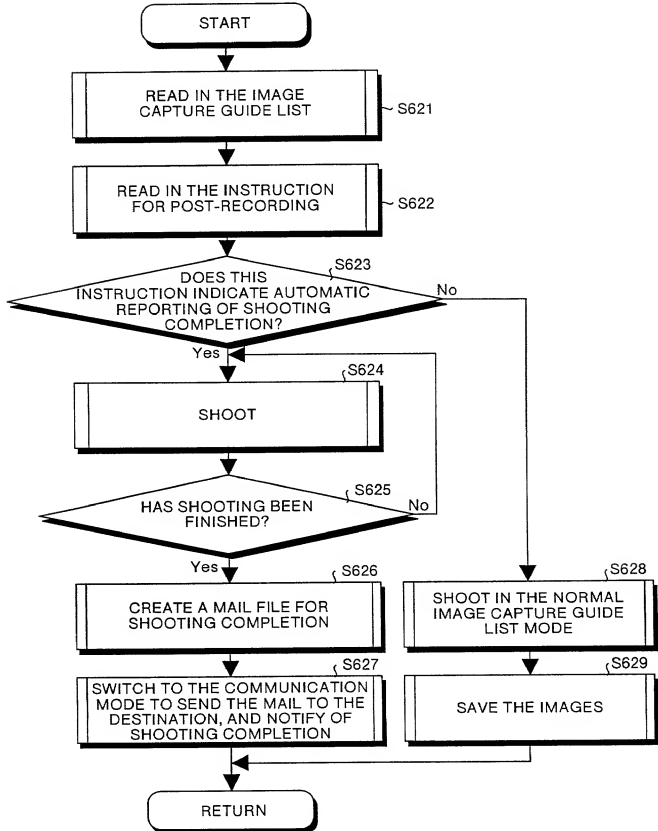 START
READ IN THE IMAGE
CAPTURE GUIDE LIST
S621
READ IN THE INSTRUCTION
FOR POST-RECORDING
S622
S623
DOES THIS
INSTRUCTION INDICATE AUTOMATIC
REPORTING OF SHOOTING
COMPLETION?
No
Yes
S624
SHOOT
S625
HAS SHOOTING BEEN
FINISHED?
No
Yes
S626
CREATE A MAIL FILE FOR
SHOOTING COMPLETION
S628
SHOOT IN THE NORMAL
IMAGE CAPTURE GUIDE
LIST MODE
S627
SWITCH TO THE COMMUNICATION
MODE TO SEND THE MAIL TO THE
DESTINATION, AND NOTIFY OF
SHOOTING COMPLETION
S629
SAVE THE IMAGES
RETURN